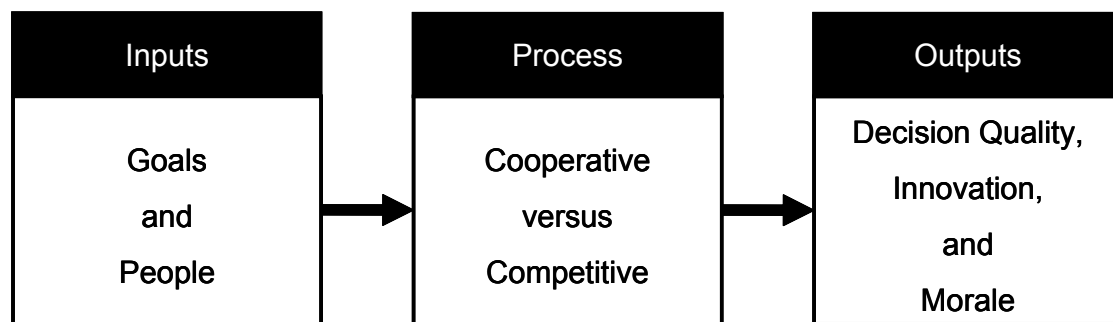 Inputs
Goals
and
People
Process
Cooperative
versus
Competitive
Outputs
Decision Quality,
Innovation,
and
Morale